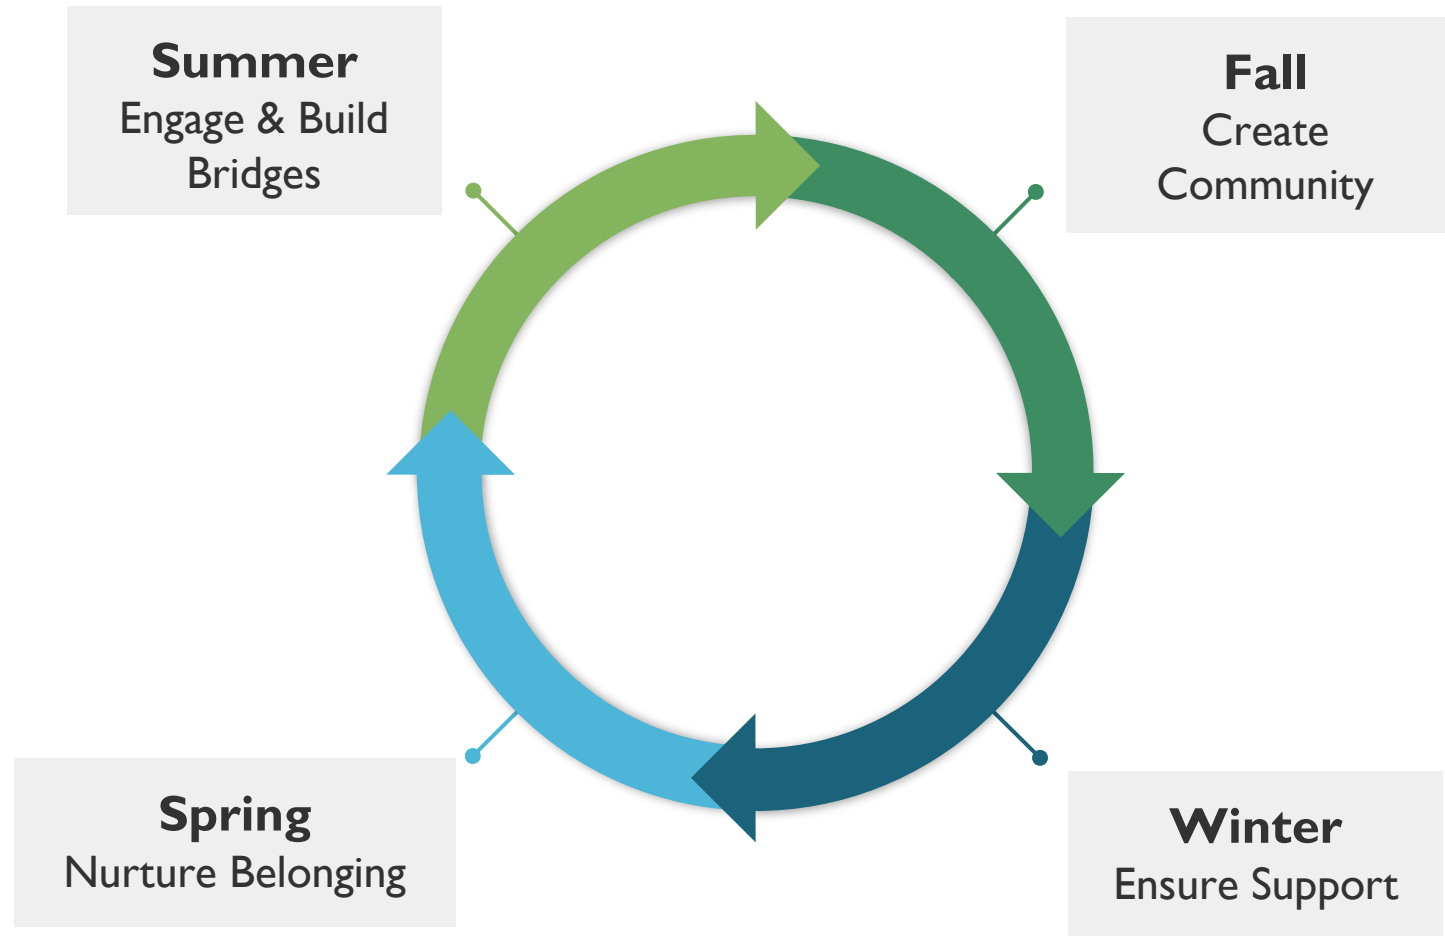 Summer
Engage & Build
Bridges
Fall
Create
Community
Spring
Nurture Belonging
Winter
Ensure Support